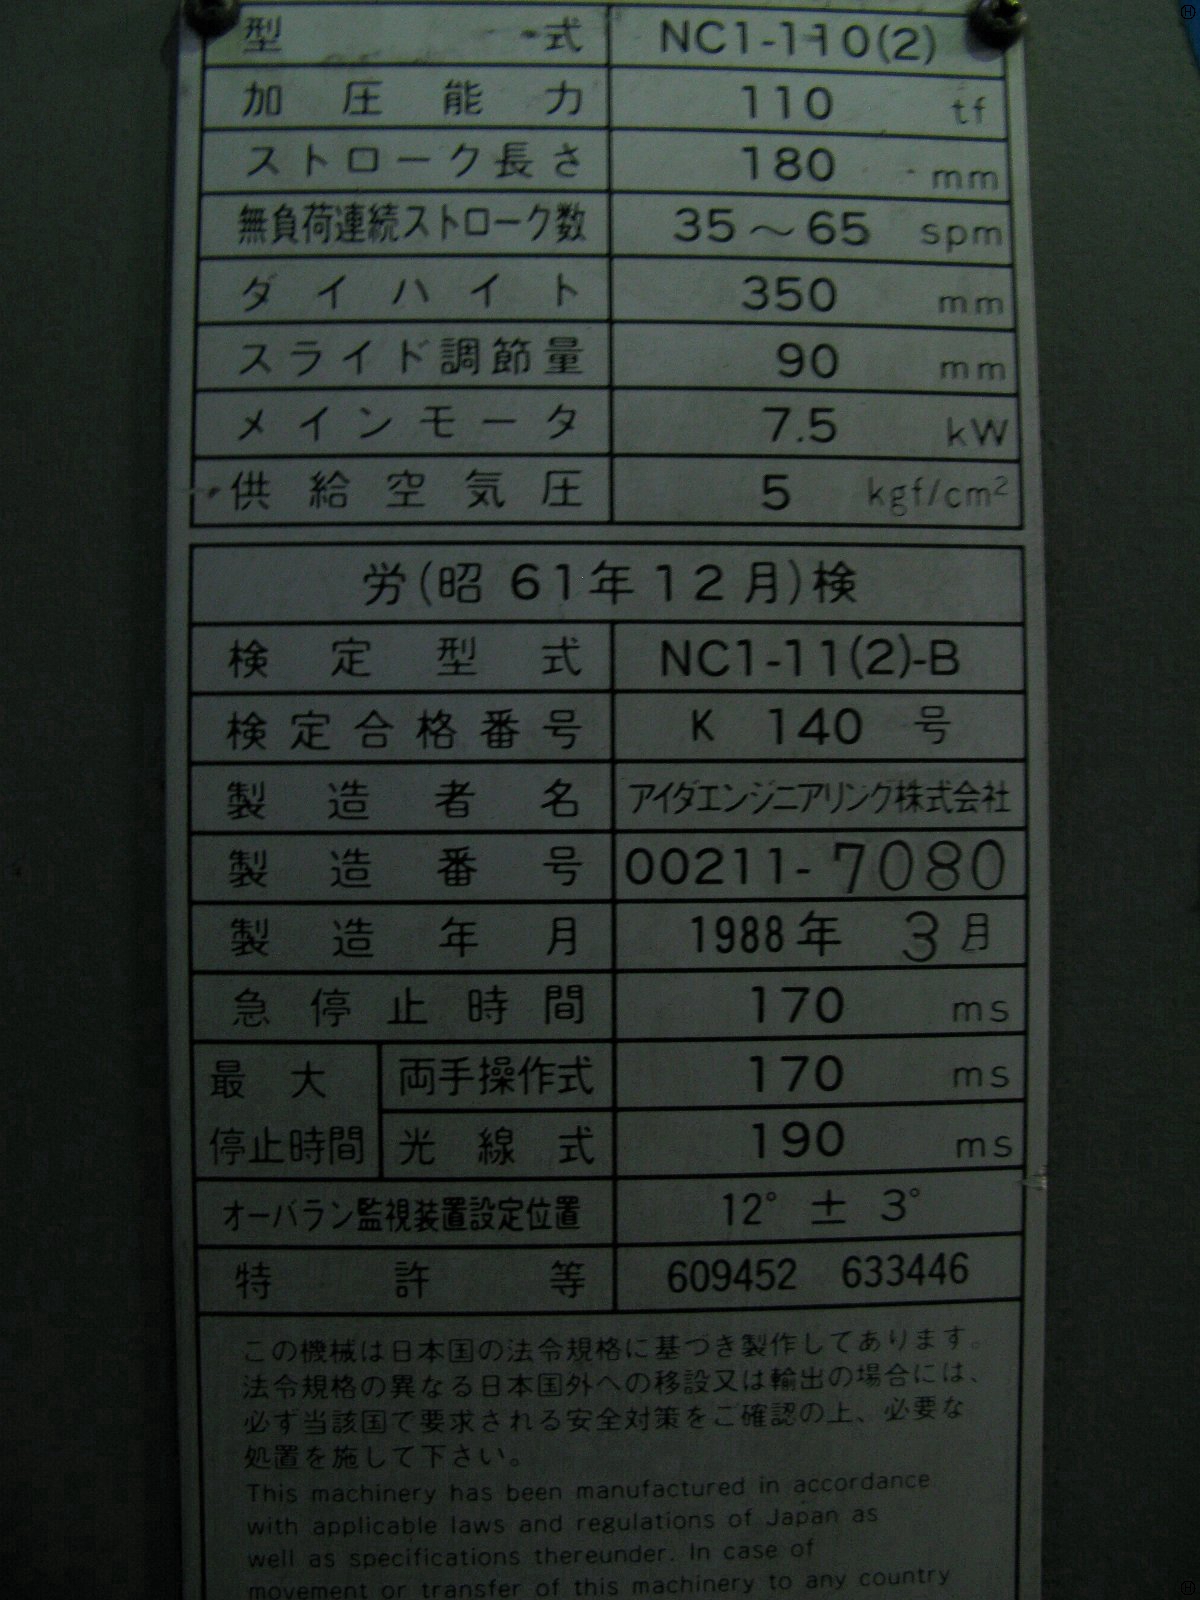 型式 NC1-110(2)
加圧能力 110 tf
ストローク長さ 180 mm
無負荷連続ストローク数 35～65 spm
ダイハイト 350 mm
スライド調節量 90 mm
メインモータ 7.5 kW
供給空気圧 5 kgf/cm²
労(昭 61年12月)検
検定型式 NC1-11(2)-B
検定合格番号 K 140 号
製造者名 アイダエンジニアリング株式会社
製造番号 00211-7080
製造年月 1988年 3月
急停止時間 170 ms
最大 両手操作式 170 ms
停止時間 光線式 190 ms
オーバラン監視装置設定位置 12° ± 3°
特許等 609452 633446
この機械は日本国の法令規格に基づき製作してあります。
法令規格の異なる日本国外への移設又は輸出の場合には、
必ず当該国で要求される安全対策をご確認の上、必要な
処置を施して下さい。
This machinery has been manufactured in accordance
with applicable laws and regulations of Japan as
well as specifications thereunder. In case of
movement or transfer of this machinery to any country